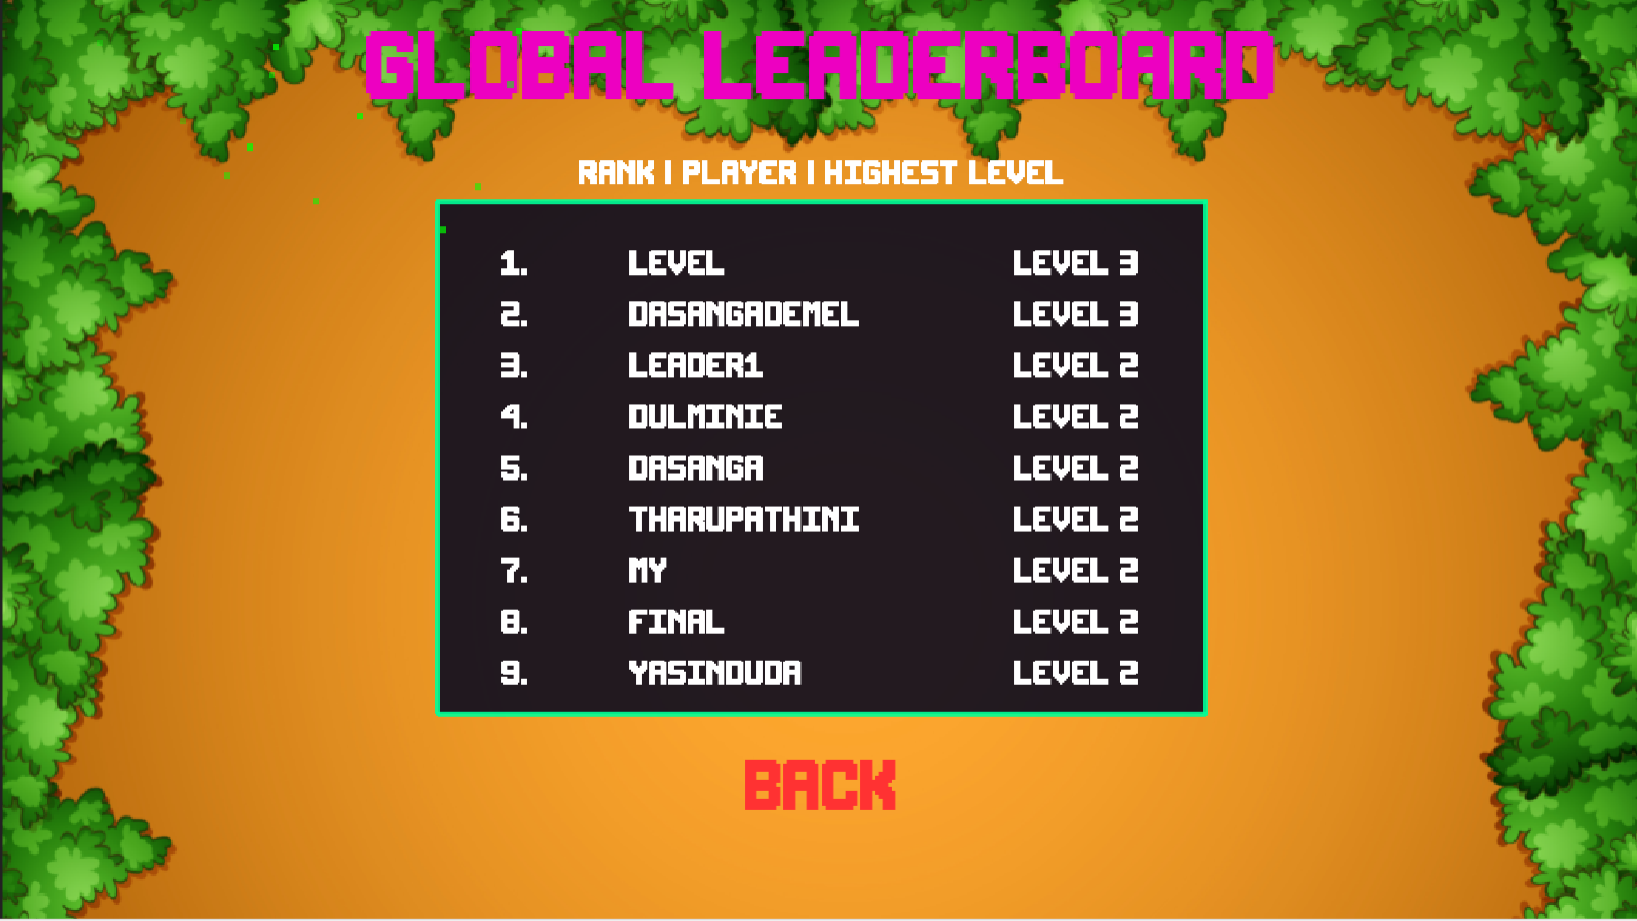 GLOBAL LEADERBOARD
RANK | PLAYER | HIGHEST LEVEL
1. LEVEL LEVEL 3
2. DASANGADEMEL LEVEL 3
3. LEADER1 LEVEL 2
4. DULMINIE LEVEL 2
5. DASANGA LEVEL 2
6. THARUPATHINI LEVEL 2
7. MY LEVEL 2
8. FINAL LEVEL 2
9. YASINDUDA LEVEL 2
BACK